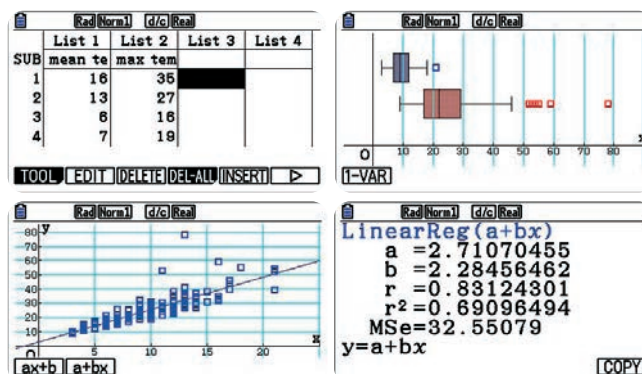 Rad Norm1 d/c Real
List 1 List 2 List 3 List 4
SUB mean te max tem
1 16 35
2 13 27
3 6 16
4 7 19
TOOL EDIT DELETE DEL-ALL INSERT
Rad Norm1 d/c Real
O 10 20 30 40 50 60 70 80 x
1-VAR
Rad Norm1 d/c Real
y
80
70
60
50
40
30
20
10
x
O 5 10 15 20
ax+b a+bx
Rad Norm1 d/c Real
LinearReg(a+bx)
a =2.71070455
b =2.28456462
r =0.83124301
r²=0.69096494
MSe=32.55079
y=a+bx
COPY